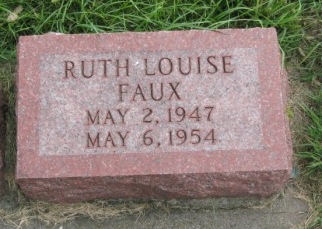 RUTH LOUISE
FAUX
MAY 2, 1947
MAY 6, 1954